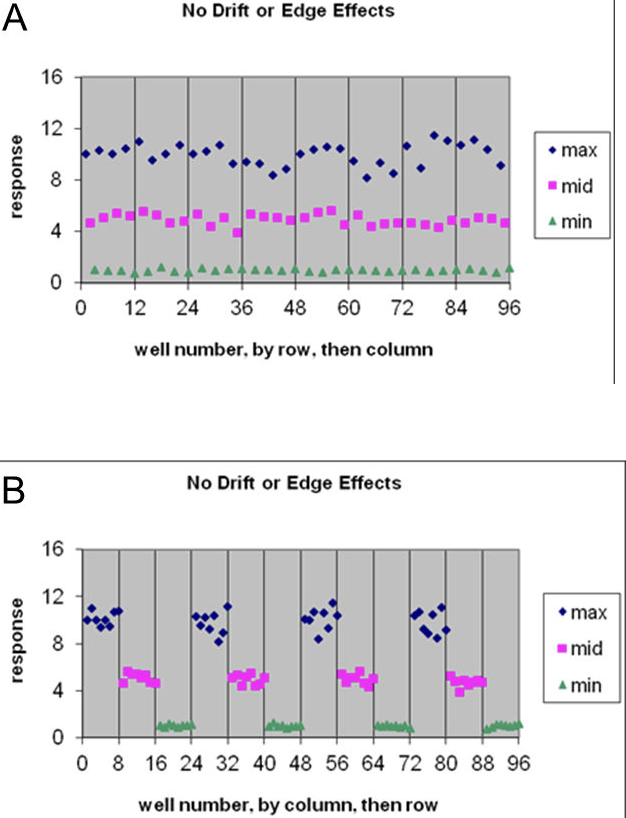 A
No Drift or Edge Effects
16
12
8
4
0
response
0 12 24 36 48 60 72 84 96
well number, by row, then column
max
mid
min
B
No Drift or Edge Effects
16
12
8
4
0
response
0 8 16 24 32 40 48 56 64 72 80 88 96
well number, by column, then row
max
mid
min